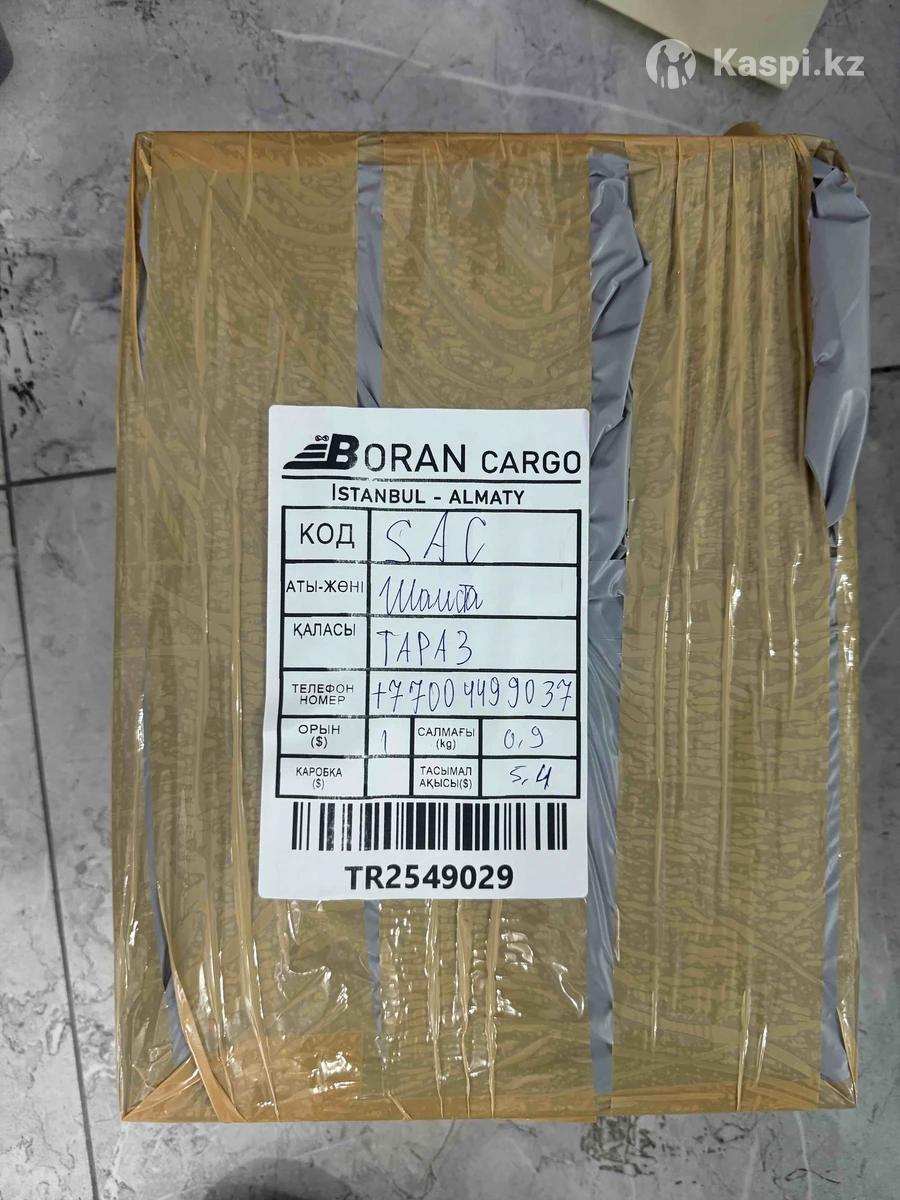 Kaspi.kz
BORAN CARGO
ISTANBUL - ALMATY
КОД SAC
АТЫ-ЖӨНІ
ҚАЛАСЫ ТАРАЗ
ТЕЛЕФОН НОМЕР +77004499037
ОРЫН ($) 1 САЛМАҒЫ (kg) 0,9
КАРОБКА ($) ТАСЫМАЛ АҚЫСЫ($) 5,4
TR2549029